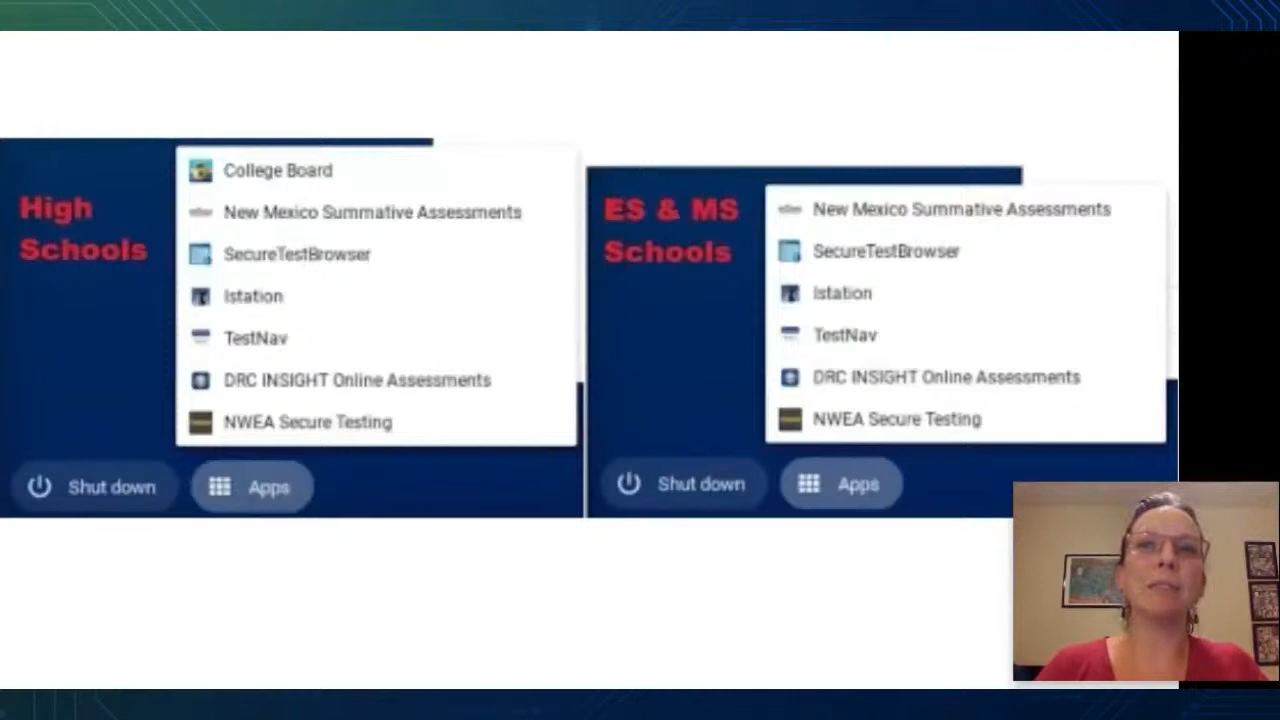 High
Schools
College Board
New Mexico Summative Assessments
SecureTestBrowser
Istation
TestNav
DRC INSIGHT Online Assessments
NWEA Secure Testing
Shut down
Apps
ES & MS
Schools
New Mexico Summative Assessments
SecureTestBrowser
Istation
TestNav
DRC INSIGHT Online Assessments
NWEA Secure Testing
Shut down
Apps